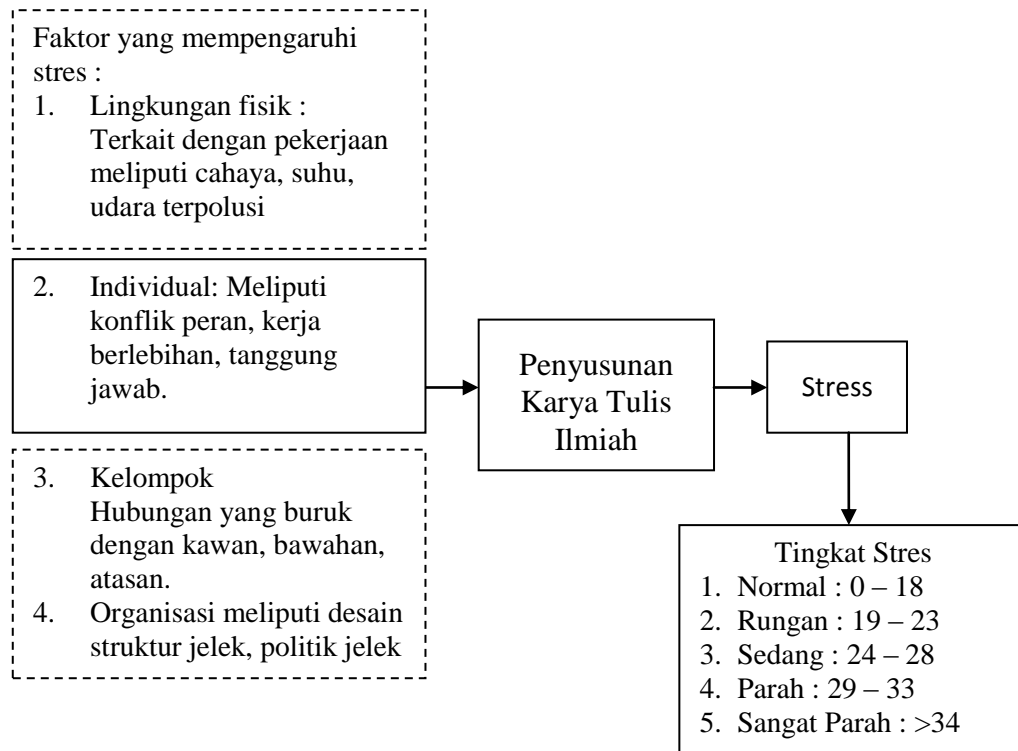 Faktor yang mempengaruhi
stres :
1. Lingkungan fisik :
Terkait dengan pekerjaan
meliputi cahaya, suhu,
udara terpolusi
2. Individual: Meliputi
konflik peran, kerja
berlebihan, tanggung
jawab.
3. Kelompok
Hubungan yang buruk
dengan kawan, bawahan,
atasan.
4. Organisasi meliputi desain
struktur jelek, politik jelek
Penyusunan
Karya Tulis
Ilmiah
Stress
Tingkat Stres
1. Normal : 0 – 18
2. Rungan : 19 – 23
3. Sedang : 24 – 28
4. Parah : 29 – 33
5. Sangat Parah : >34